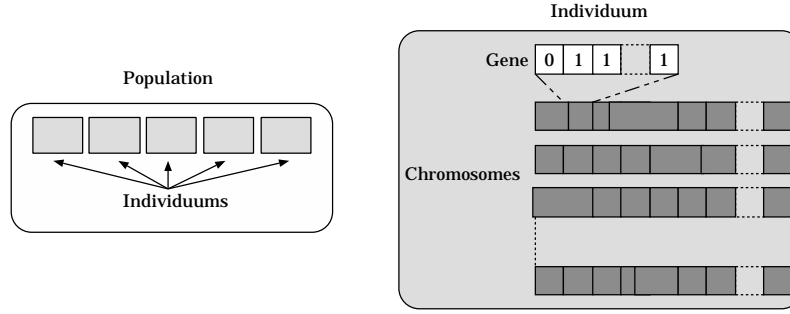 Population
Individuums
Individuum
Gene 0 1 1 1
Chromosomes